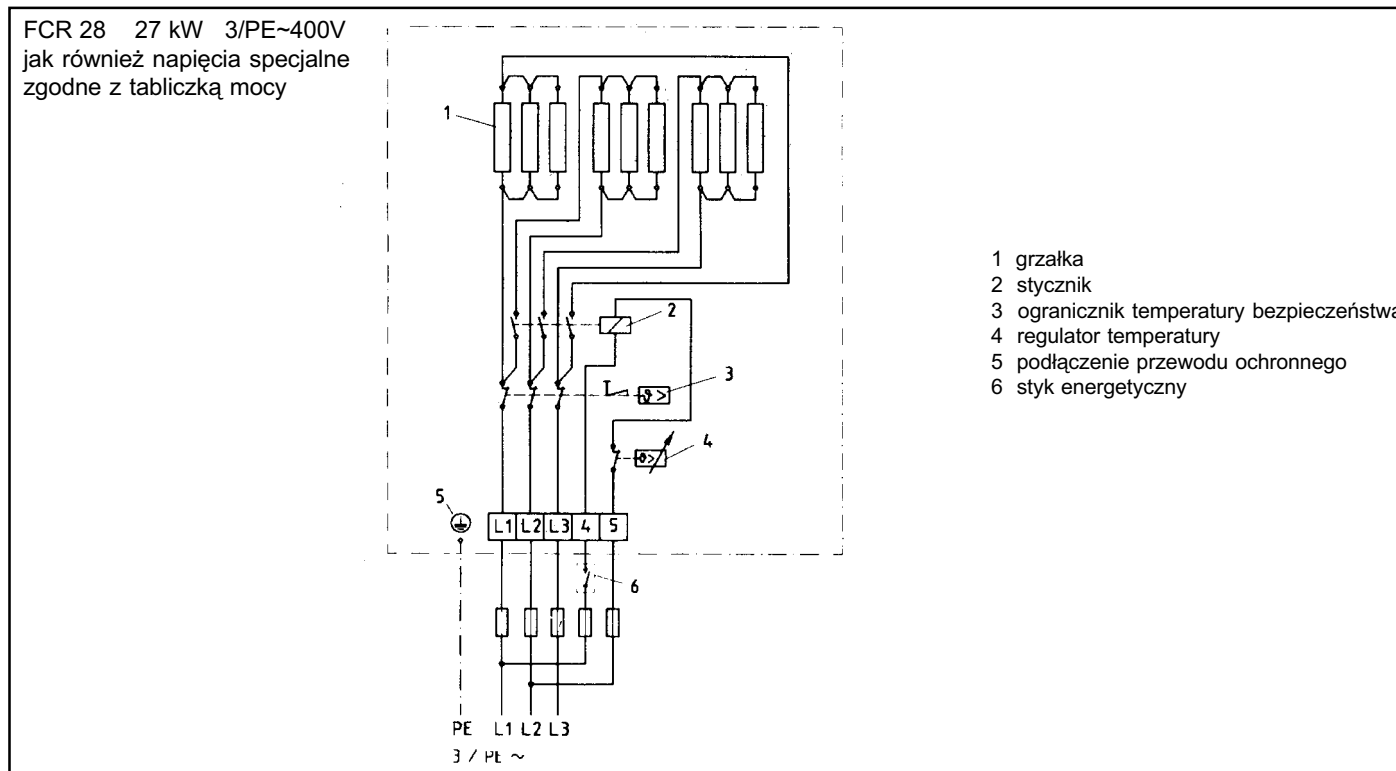 FCR 28 27 kW 3/PE~400V
jak również napięcia specjalne
zgodne z tabliczką mocy
1
2
3
4
5
L1 L2 L3 4 5
6
PE L1 L2 L3
3 / PE ~
1 grzałka
2 stycznik
3 ogranicznik temperatury bezpieczeństwa
4 regulator temperatury
5 podłączenie przewodu ochronnego
6 styk energetyczny